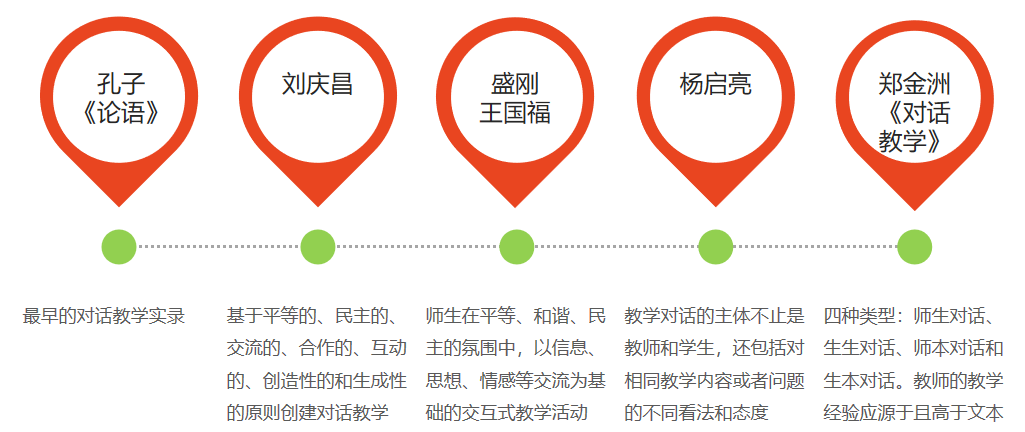 孔子
《论语》
刘庆昌
盛刚
王国福
杨启亮
郑金洲
《对话
教学》
最早的对话教学实录
基于平等的、民主的、
交流的、合作的、互动
的、创造性的和生成性
的原则创建对话教学
师生在平等、和谐、民
主的氛围中，以信息、
思想、情感等交流为基
础的交互式教学活动
教学对话的主体不止是
教师和学生，还包括对
相同教学内容或者问题
的不同看法和态度
四种类型：师生对话、
生生对话、师本对话和
生本对话。教师的教学
经验应源于且高于文本